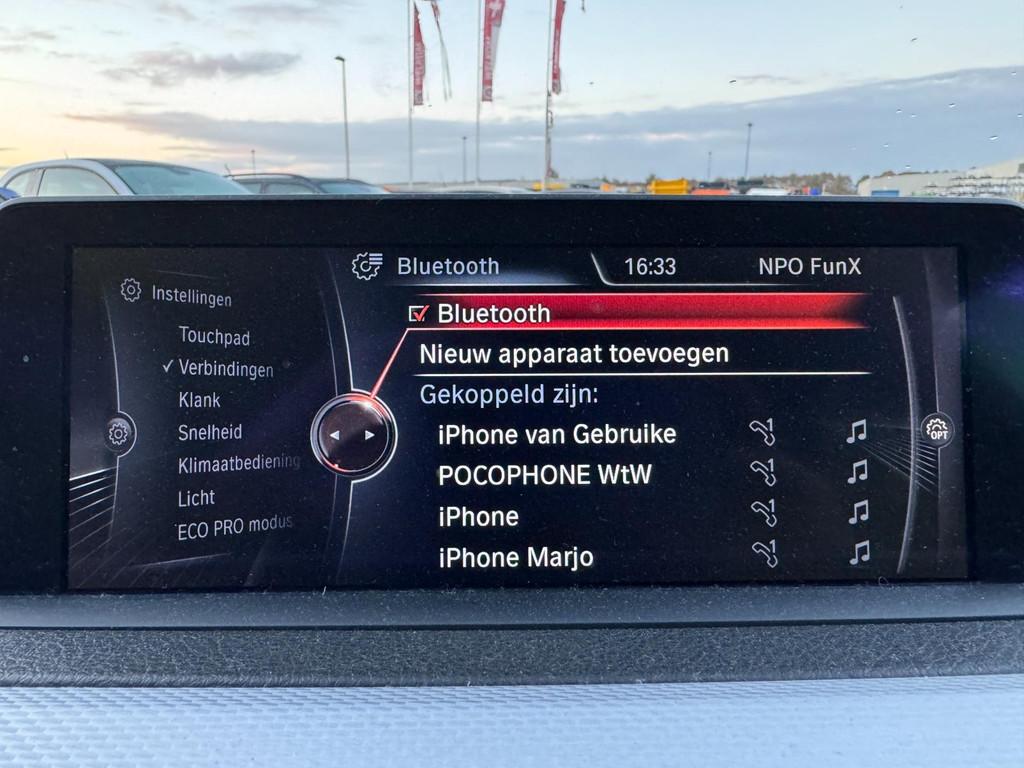 Bluetooth
16:33
NPO FunX
Instellingen
Touchpad
✓ Verbindingen
Klank
Snelheid
Klimaatbediening
Licht
ECO PRO modus
Bluetooth
Nieuw apparaat toevoegen
Gekoppeld zijn:
iPhone van Gebruike
POCOPHONE WtW
iPhone
iPhone Marjo
OPT